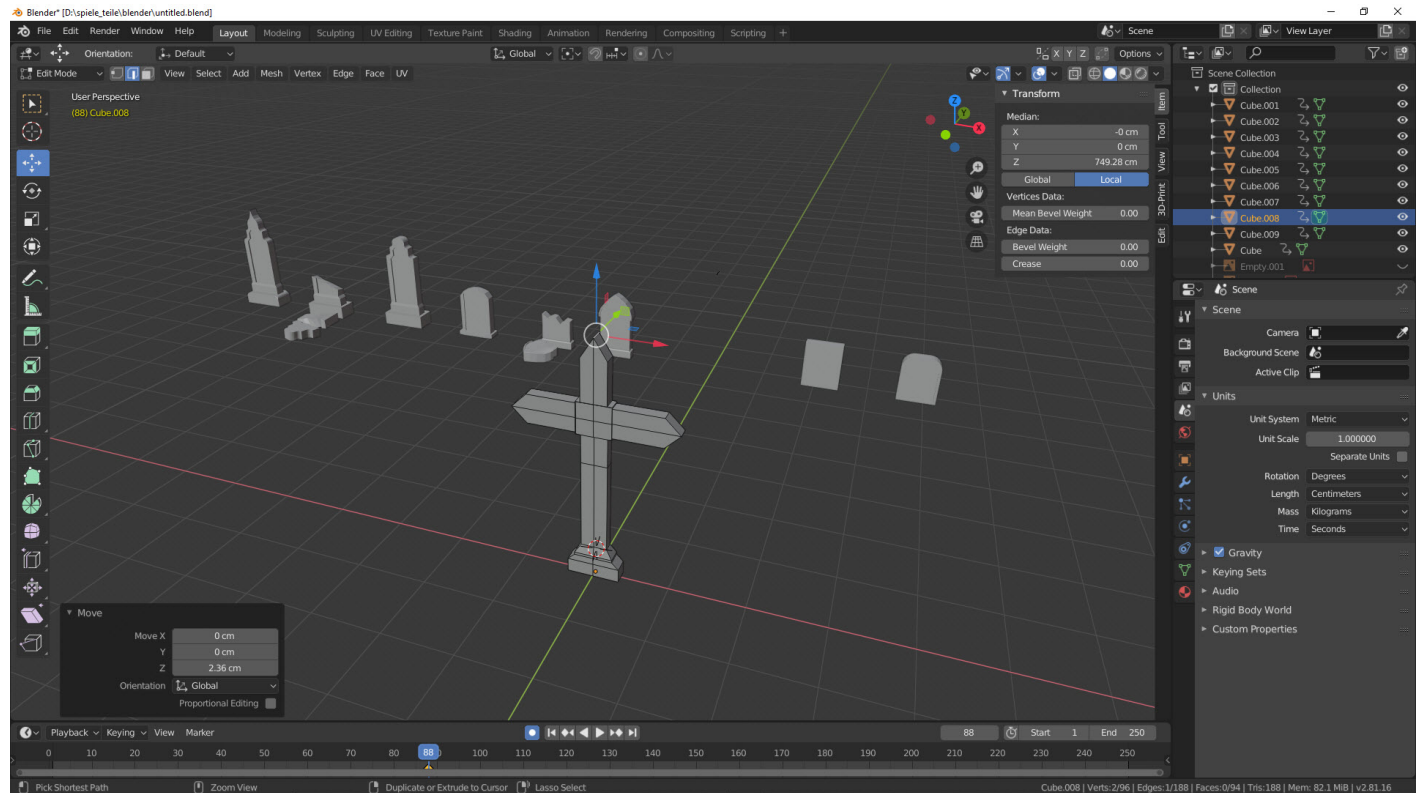 Blender* [D:\spiele_teile\blender\untitled.blend]
File Edit Render Window Help Layout Modeling Sculpting UV Editing Texture Paint Shading Animation Rendering Compositing Scripting + Scene View Layer
Orientation: Default Global X Y Z Options
Edit Mode View Select Add Mesh Vertex Edge Face UV
User Perspective
(88) Cube.008
Z
Y
X
Transform
Median:
X -0 cm
Y 0 cm
Z 749.28 cm
Global Local
Vertices Data:
Mean Bevel Weight 0.00
Edge Data:
Bevel Weight 0.00
Crease 0.00
Item
Tool
View
3D-Print
Edit
Scene Collection
Collection
Cube.001
Cube.002
Cube.003
Cube.004
Cube.005
Cube.006
Cube.007
Cube.008
Cube.009
Cube
Empty.001
Scene
Scene
Camera
Background Scene
Active Clip
Units
Unit System Metric
Unit Scale 1.000000
Separate Units
Rotation Degrees
Length Centimeters
Mass Kilograms
Time Seconds
Gravity
Keying Sets
Audio
Rigid Body World
Custom Properties
Move
Move X 0 cm
Y 0 cm
Z 2.36 cm
Orientation Global
Proportional Editing
Playback Keying View Marker 88 Start 1 End 250
0 10 20 30 40 50 60 70 80 88 100 110 120 130 140 150 160 170 180 190 200 210 220 230 240 250
Pick Shortest Path Zoom View Duplicate or Extrude to Cursor Lasso Select Cube.008 | Verts:2/96 | Edges:1/188 | Faces:0/94 | Tris:188 | Mem: 82.1 MiB | v2.81.16